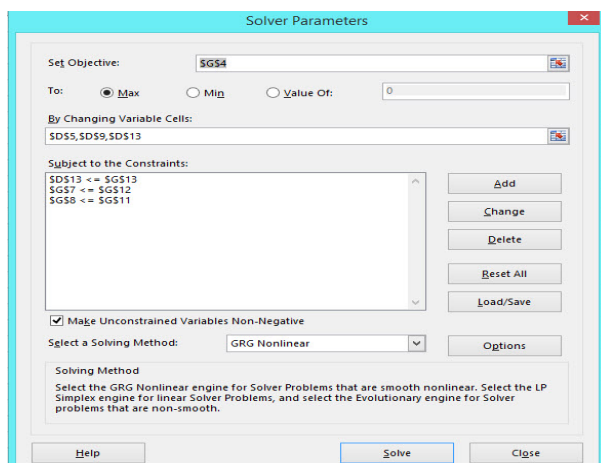 Solver Parameters
Set Objective: $G$4
To: Max Min Value Of: 0
By Changing Variable Cells:
$D$5,$D$9,$D$13
Subject to the Constraints:
$D$13 <= $G$13
$G$7 <= $G$12
$G$8 <= $G$11
Add
Change
Delete
Reset All
Load/Save
Make Unconstrained Variables Non-Negative
Select a Solving Method: GRG Nonlinear Options
Solving Method
Select the GRG Nonlinear engine for Solver Problems that are smooth nonlinear. Select the LP
Simplex engine for linear Solver Problems, and select the Evolutionary engine for Solver
problems that are non-smooth.
Help Solve Close